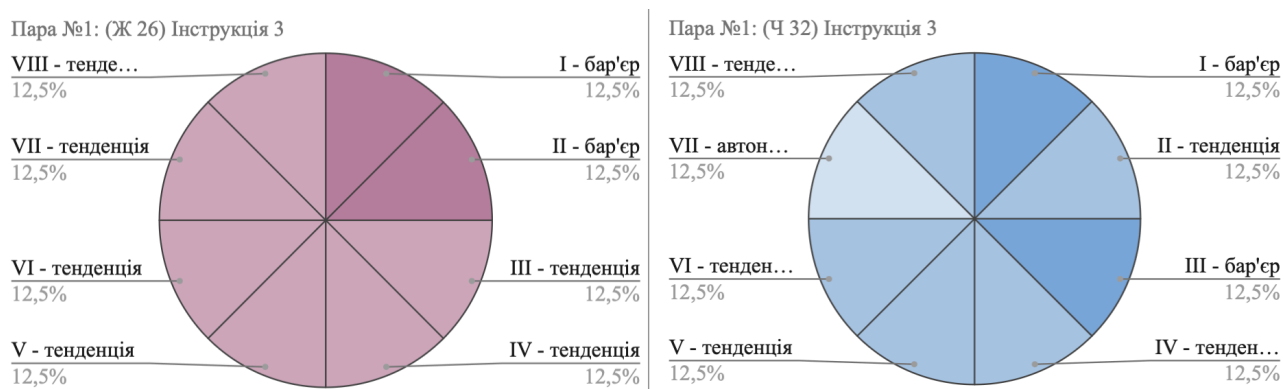 Пара №1: (Ж 26) Інструкція 3
VIII - тенде…
12,5%
I - бар'єр
12,5%
VII - тенденція
12,5%
II - бар'єр
12,5%
VI - тенденція
12,5%
III - тенденція
12,5%
V - тенденція
12,5%
IV - тенденція
12,5%
Пара №1: (Ч 32) Інструкція 3
VIII - тенде…
12,5%
I - бар'єр
12,5%
VII - автон…
12,5%
II - тенденція
12,5%
VI - тенден…
12,5%
III - бар'єр
12,5%
V - тенденція
12,5%
IV - тенден…
12,5%